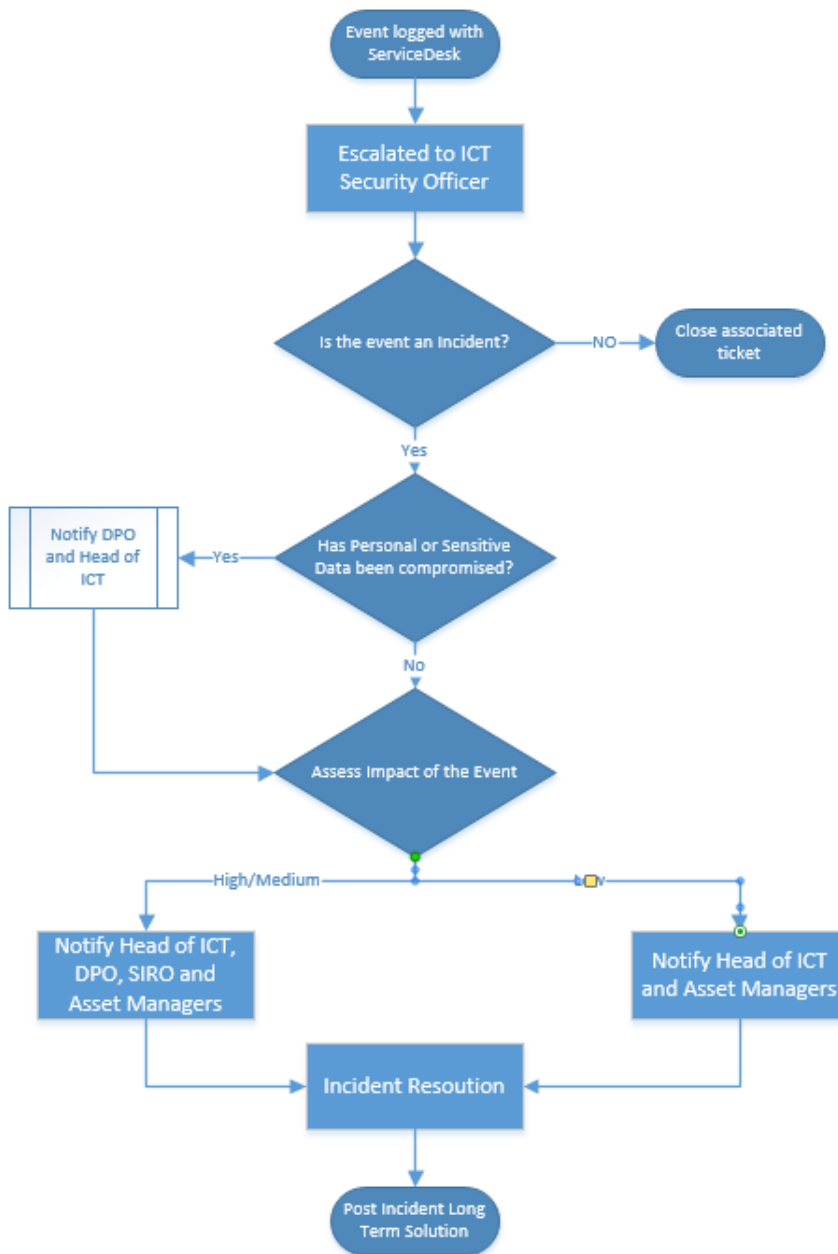 Event logged with
ServiceDesk
Escalated to ICT
Security Officer
Is the event an Incident?
NO
Close associated
ticket
Yes
Has Personal or Sensitive
Data been compromised?
Yes
Notify DPO
and Head of
ICT
No
Assess Impact of the Event
High/Medium
Notify Head of ICT,
DPO, SIRO and
Asset Managers
Notify Head of ICT
and Asset Managers
Incident Resoution
Post Incident Long
Term Solution